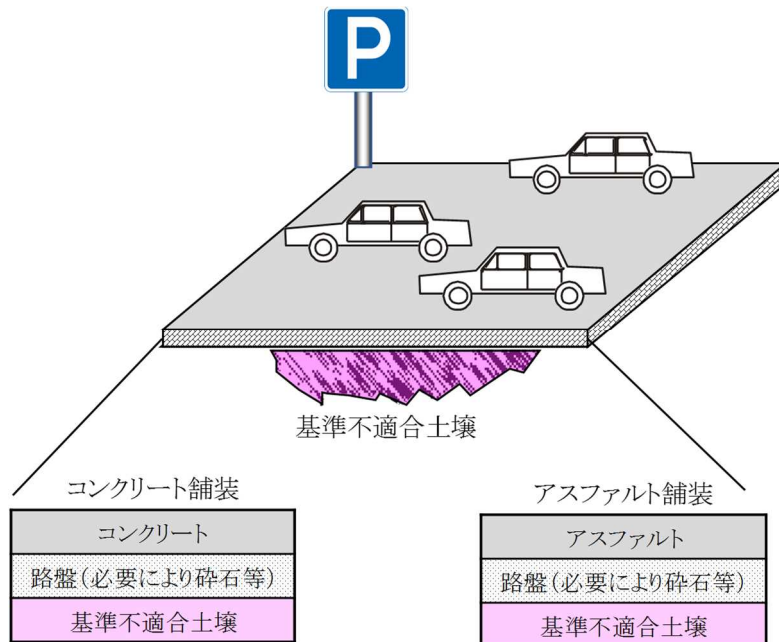 P
基準不適合土壌
コンクリート舗装
コンクリート
路盤(必要により砕石等)
基準不適合土壌
アスファルト舗装
アスファルト
路盤(必要により砕石等)
基準不適合土壌